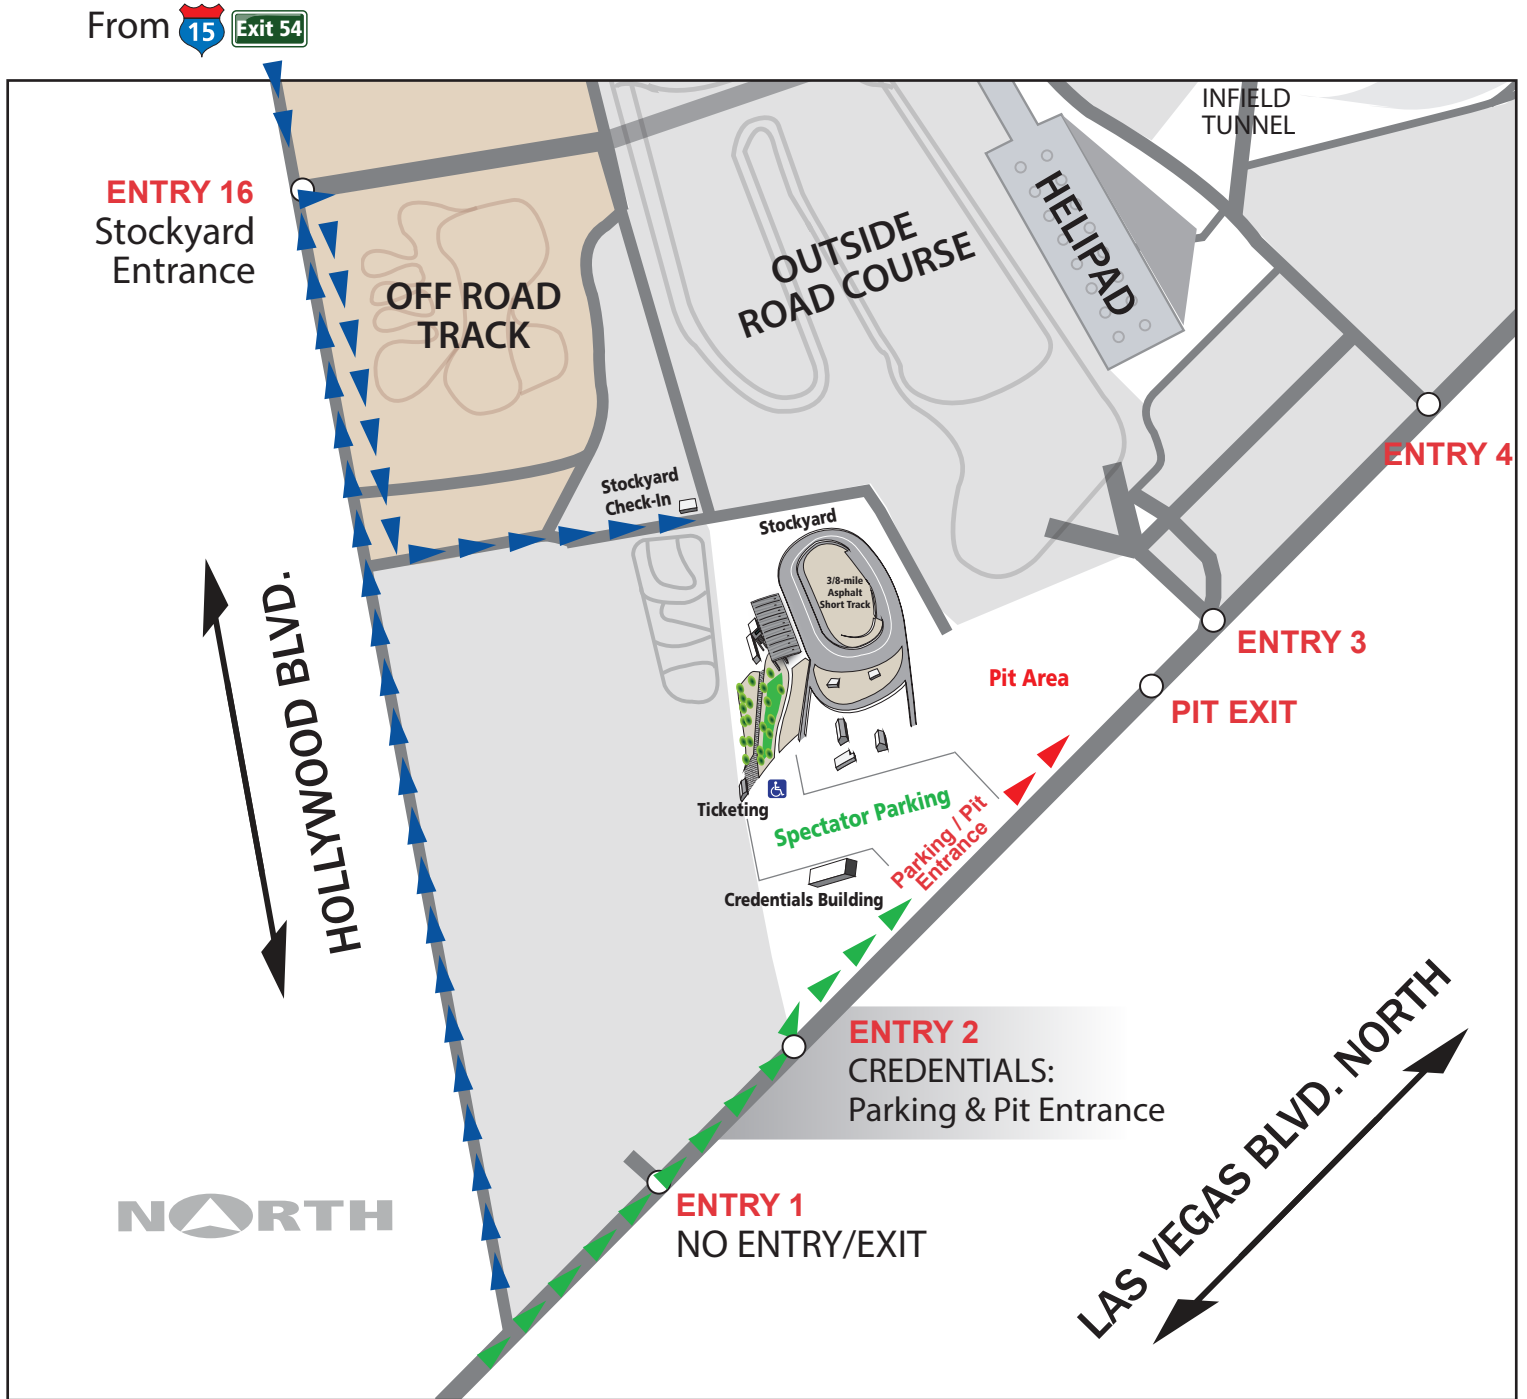 From 15 Exit 54
INFIELD
TUNNEL
ENTRY 16
Stockyard
Entrance
HELIPAD
OUTSIDE
ROAD COURSE
OFF ROAD
TRACK
ENTRY 4
Stockyard
Check-In
Stockyard
3/8-mile
Asphalt
Short Track
HOLLYWOOD BLVD.
ENTRY 3
Pit Area
PIT EXIT
Ticketing
Spectator Parking
Parking / Pit
Entrance
Credentials Building
ENTRY 2
CREDENTIALS:
Parking & Pit Entrance
LAS VEGAS BLVD. NORTH
ENTRY 1
NO ENTRY/EXIT
NORTH